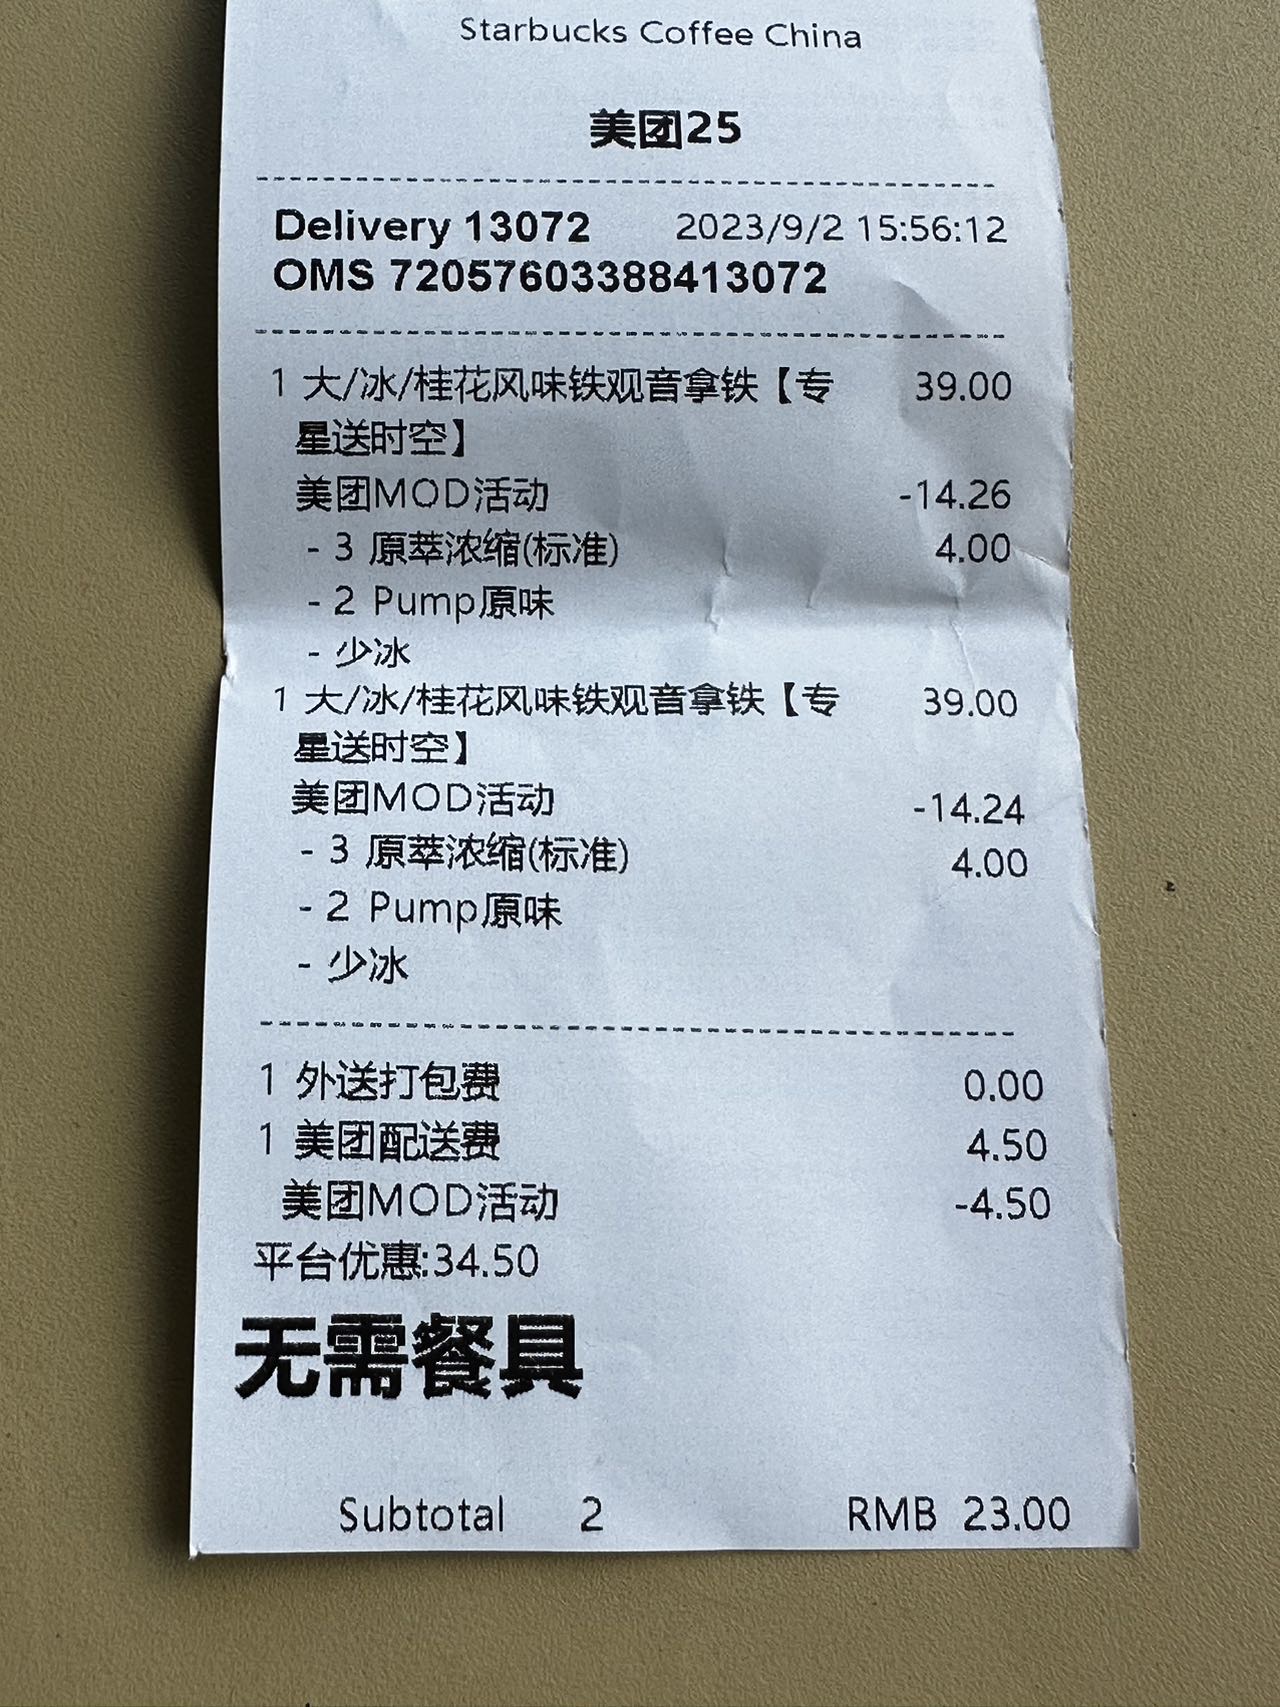 Starbucks Coffee China
美团25
Delivery 13072 2023/9/2 15:56:12
OMS 72057603388413072
1 大/冰/桂花风味铁观音拿铁【专 39.00
星送时空】
美团MOD活动 -14.26
- 3 原萃浓缩(标准) 4.00
- 2 Pump原味
- 少冰
1 大/冰/桂花风味铁观音拿铁【专 39.00
星送时空】
美团MOD活动 -14.24
- 3 原萃浓缩(标准) 4.00
- 2 Pump原味
- 少冰
1 外送打包费 0.00
1 美团配送费 4.50
美团MOD活动 -4.50
平台优惠:34.50
无需餐具
Subtotal 2 RMB 23.00